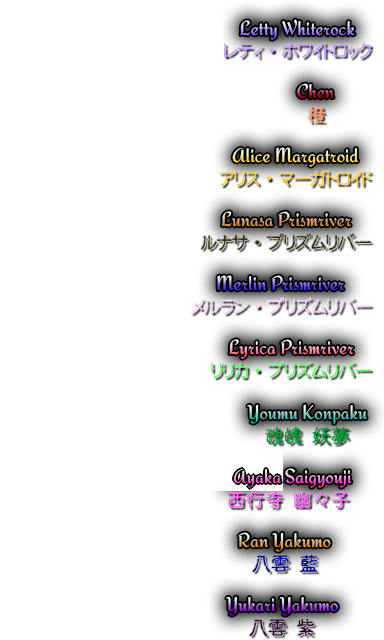 Letty Whiterock
レティ・ホワイトロック
Chen
橙
Alice Margatroid
アリス・マーガトロイド
Lunasa Prismriver
ルナサ・プリズムリバー
Merlin Prismriver
メルラン・プリズムリバー
Lyrica Prismriver
リリカ・プリズムリバー
Youmu Konpaku
魂魄 妖夢
Ayaka Saigyouji
西行寺 幽々子
Ran Yakumo
八雲 藍
Yukari Yakumo
八雲 紫